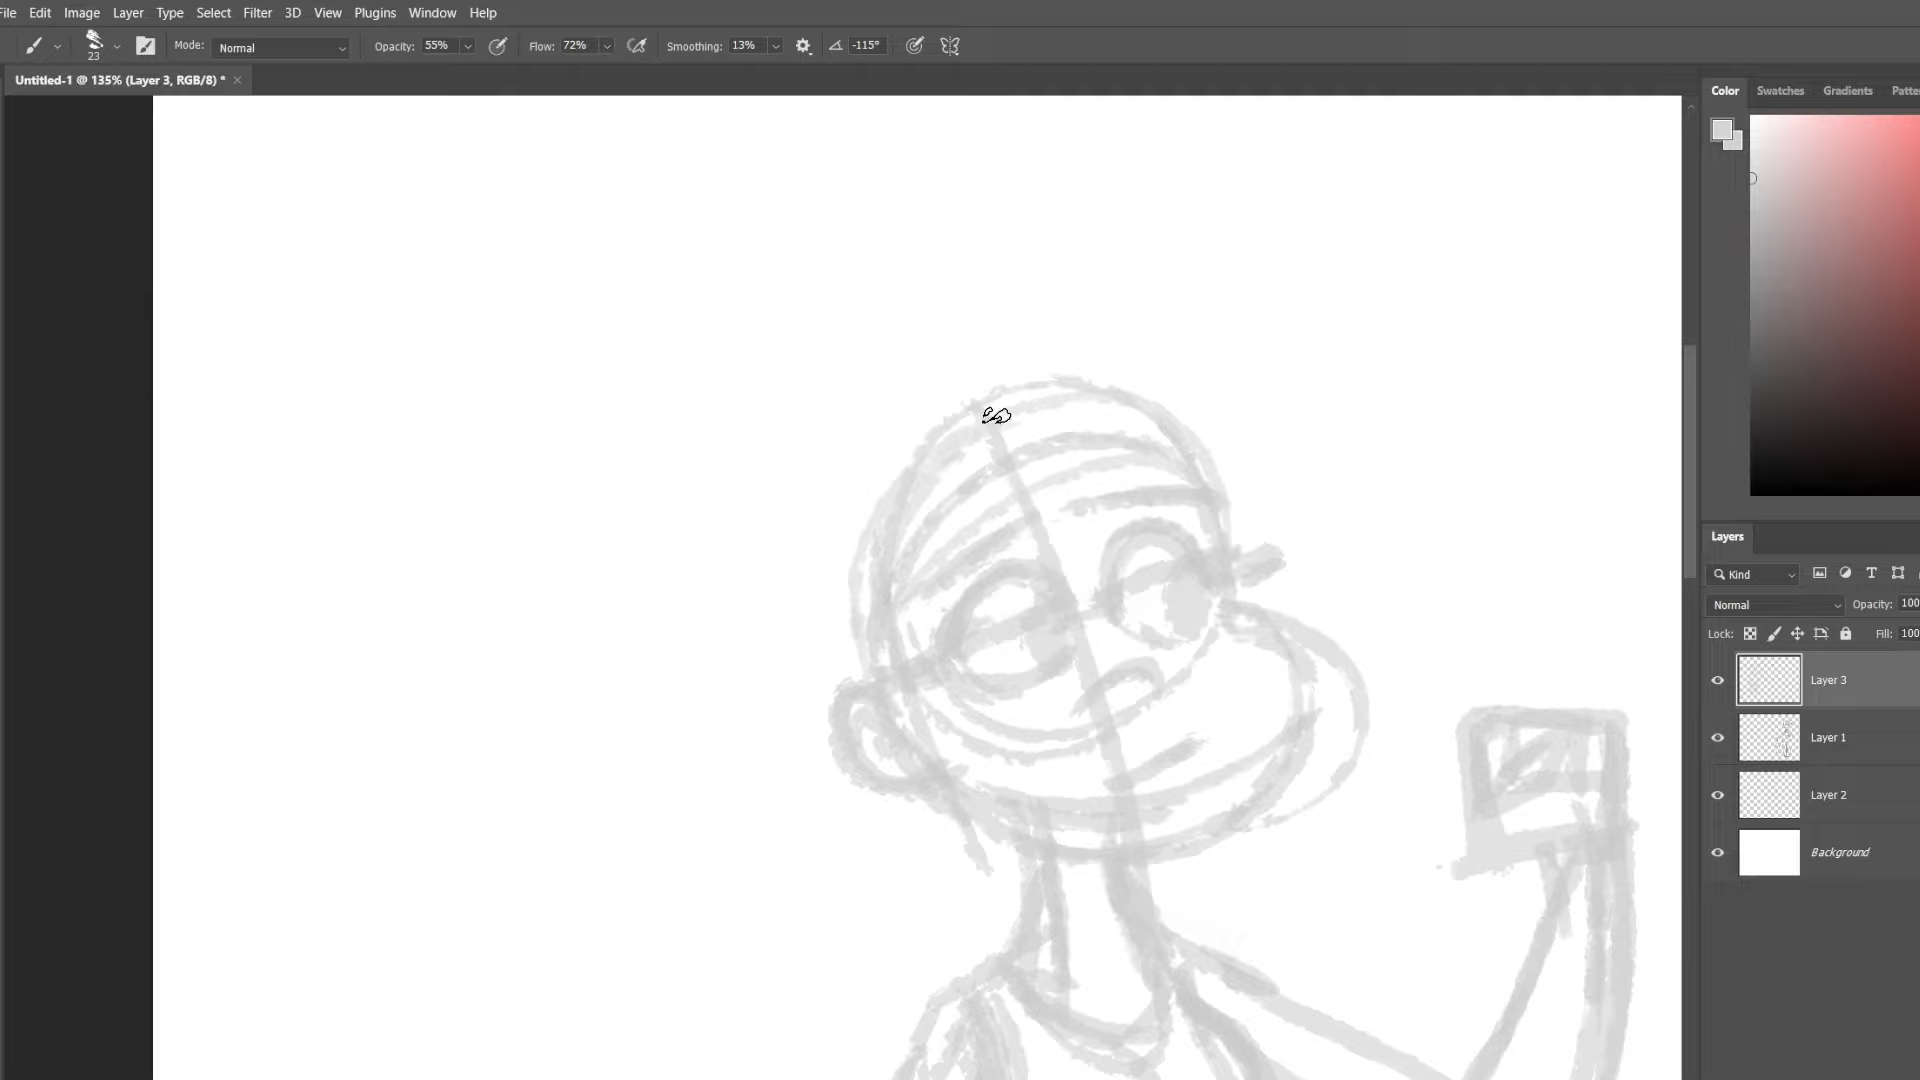 File Edit Image Layer Type Select Filter 3D View Plugins Window Help
23 Mode: Normal Opacity: 55% Flow: 72% Smoothing: 13% -115°
Untitled-1 @ 135% (Layer 3, RGB/8) *
Color Swatches Gradients Patte
Layers
Kind
Normal Opacity: 100
Lock: Fill: 100
Layer 3
Layer 1
Layer 2
Background